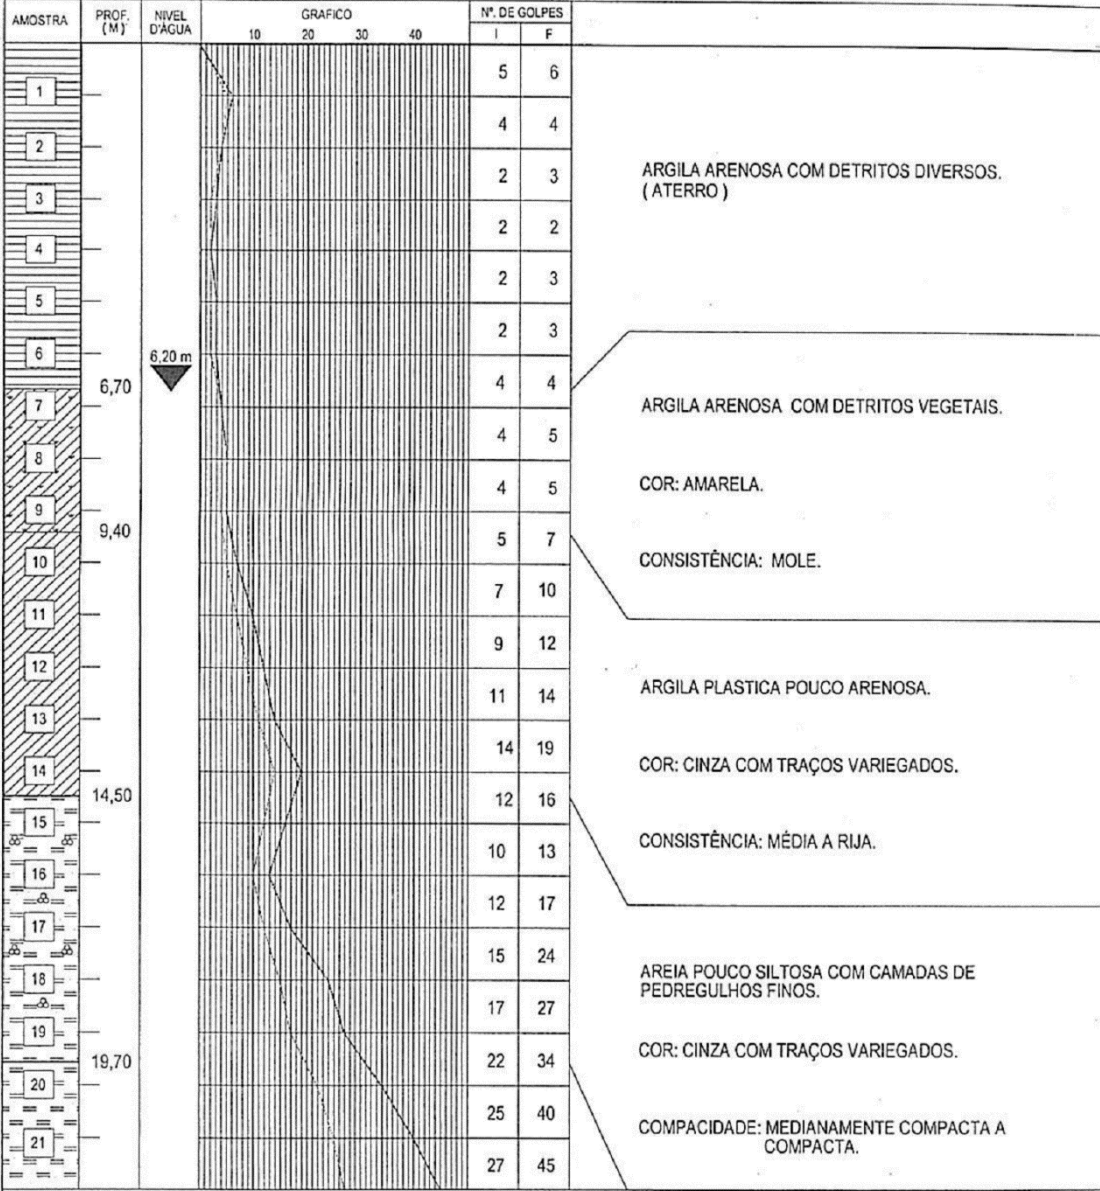 AMOSTRA PROF. (M) NIVEL D'ÁGUA GRAFICO Nº. DE GOLPES
10 20 30 40 I F
5 6
1
4 4
2
2 3
ARGILA ARENOSA COM DETRITOS DIVERSOS.
( ATERRO )
3
2 2
4
2 3
5
2 3
6 6,20 m
6,70 4 4
7
ARGILA ARENOSA COM DETRITOS VEGETAIS.
4 5
8
4 5
COR: AMARELA.
9
9,40 5 7
10
CONSISTÊNCIA: MOLE.
7 10
11
9 12
12
11 14
ARGILA PLASTICA POUCO ARENOSA.
13
14 19
14
COR: CINZA COM TRAÇOS VARIEGADOS.
14,50 12 16
15
10 13
CONSISTÊNCIA: MÉDIA A RIJA.
16
12 17
17
15 24
18
AREIA POUCO SILTOSA COM CAMADAS DE
PEDREGULHOS FINOS.
17 27
19
19,70 22 34
COR: CINZA COM TRAÇOS VARIEGADOS.
20
25 40
21
COMPACIDADE: MEDIANAMENTE COMPACTA A
COMPACTA.
27 45